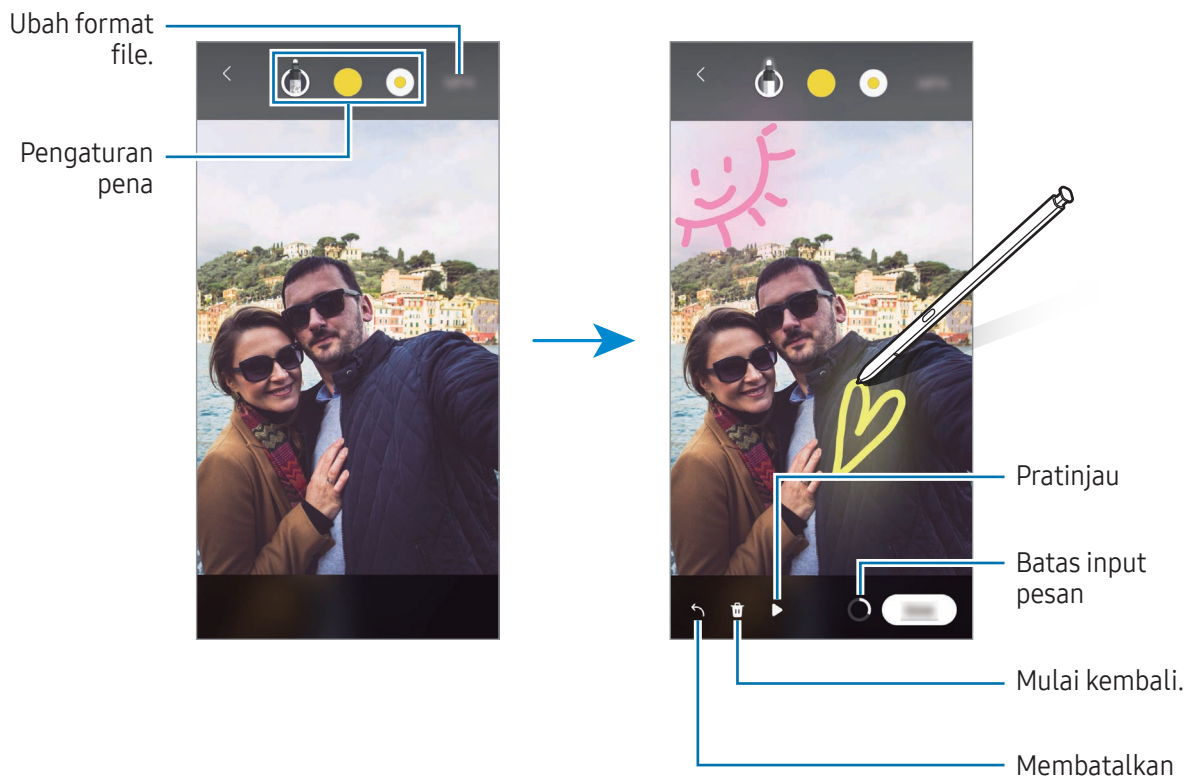 Ubah format
file.
Pengaturan
pena
Pratinjau
Batas input
pesan
Mulai kembali.
Membatalkan